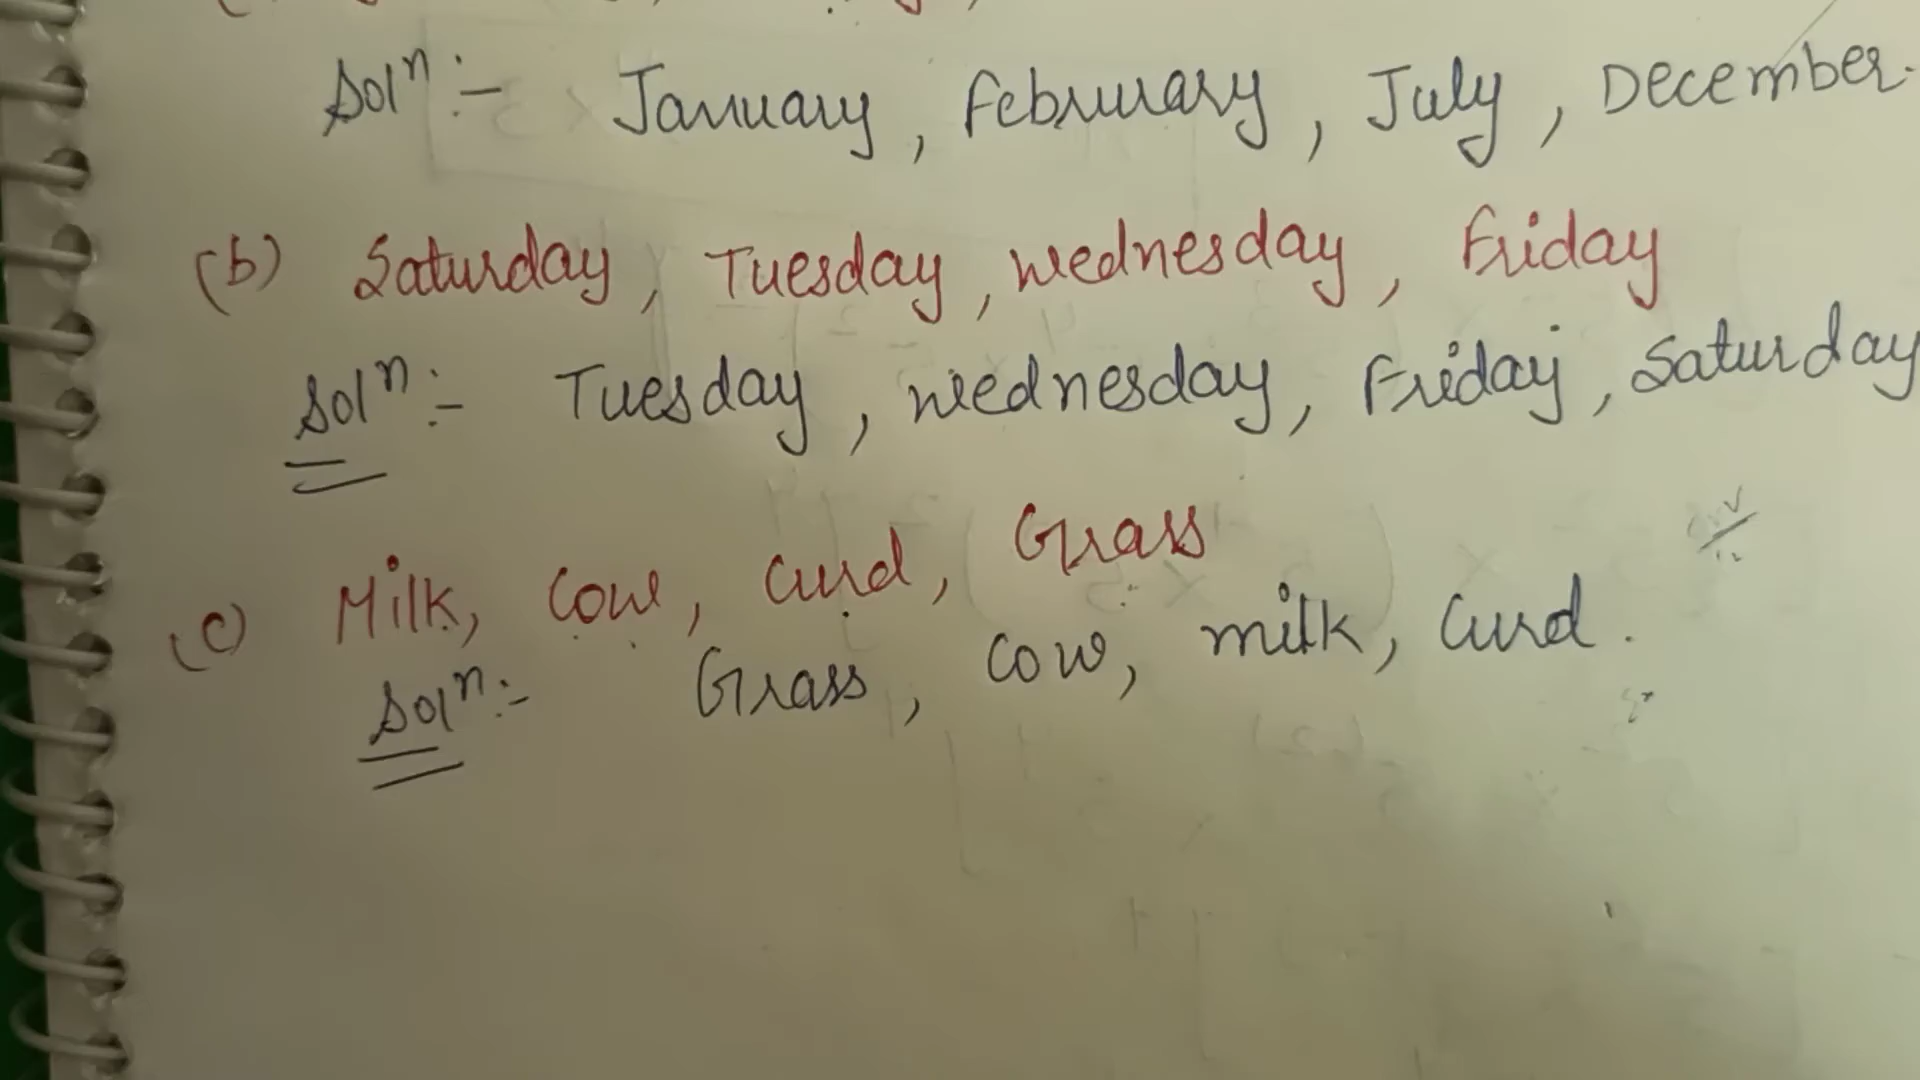 Solⁿ :- January, February, July, December.
(b) Saturday, Tuesday, Wednesday, Friday
Solⁿ :- Tuesday, Wednesday, Friday, Saturday
(c) Milk, Cow, Curd, Grass
Solⁿ :- Grass, Cow, milk, Curd.